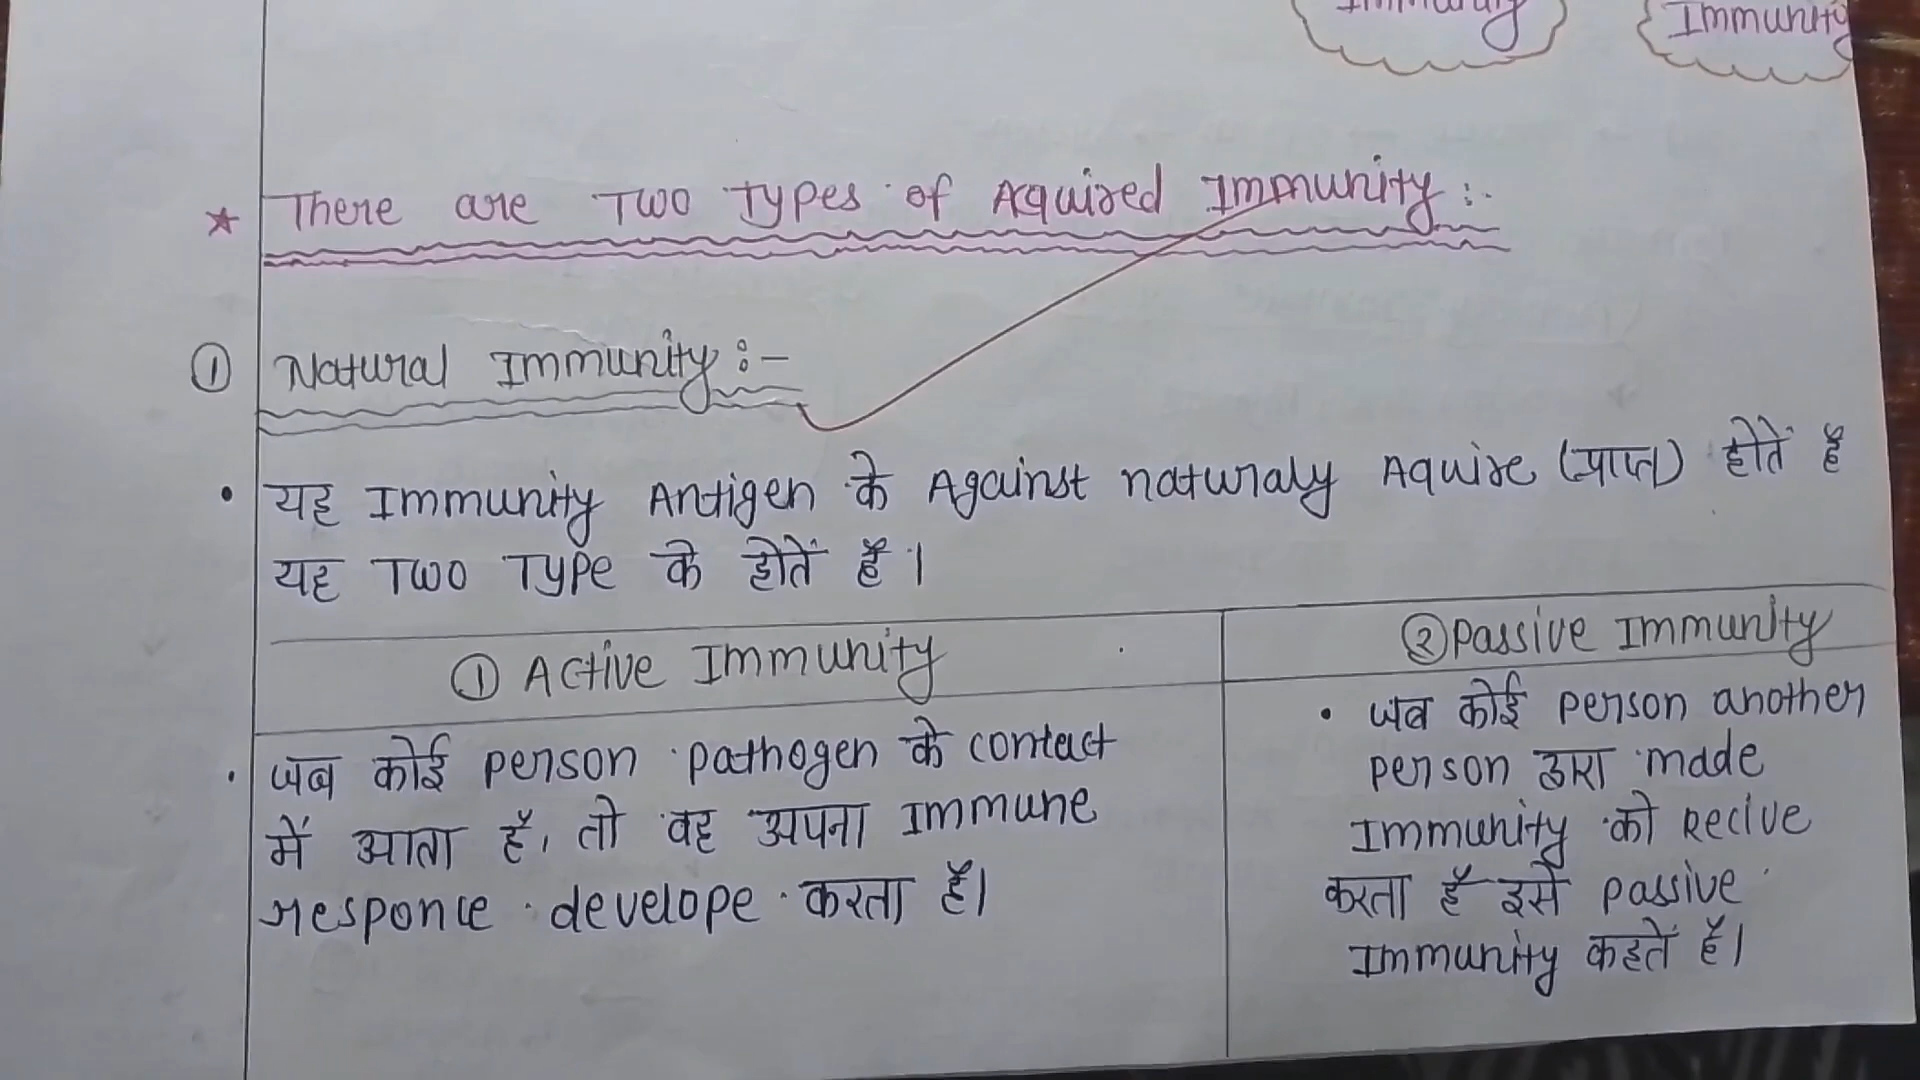 Immunity
Immunity
* There are Two Types of Aquired Immunity :-
① Natural Immunity :-
• यह Immunity Antigen के Against naturaly Aquire (प्राप्त) होतें हैं
यह Two Type के होतें हैं।
① Active Immunity
• जब कोई person pathogen के contact
में आता हैं, तो वह अपना Immune
responce develope करता हैं।
② Passive Immunity
• जब कोई person another
person द्वारा made
Immunity को Recive
करता हैं इसे passive
Immunity कहतें हैं।